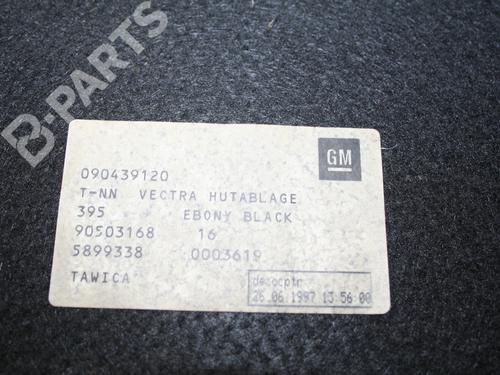 B-PARTS
GM
090439120
T-NN VECTRA HUTABLAGE
395 EBONY BLACK
90503168 16
5899338 0003619
TAWICA
26.06.1997 13:56:00
B-PARTS